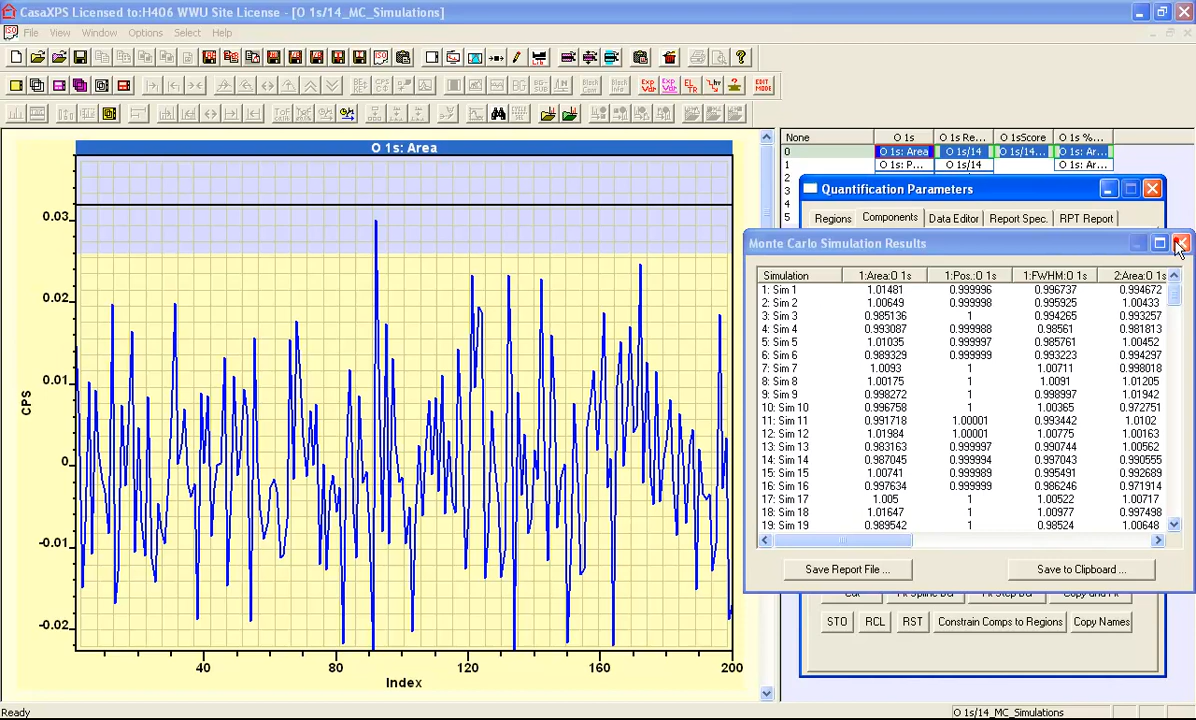 CasaXPS Licensed to:H406 WWU Site License - [O 1s/14_MC_Simulations]
File View Window Options Select Help
O 1s: Area
CPS
0.03
0.02
0.01
0
-0.01
-0.02
40 80 120 160 200
Index
None O 1s O 1s Re... O 1sScore O 1s %...
0 O 1s: Area O 1s/14 O 1s/14... O 1s: Ar...
1 O 1s: P... O 1s/14 O 1s: Ar...
2
3
4
5
Quantification Parameters
Regions Components Data Editor Report Spec. RPT Report
Monte Carlo Simulation Results
Simulation 1:Area:O 1s 1:Pos.:O 1s 1:FWHM:O 1s 2:Area:O 1s
1: Sim 1 1.01481 0.999996 0.996737 0.994672
2: Sim 2 1.00649 0.999998 0.995925 1.00433
3: Sim 3 0.985136 1 0.994265 0.993257
4: Sim 4 0.993087 0.999988 0.98561 0.981813
5: Sim 5 1.01035 0.999997 0.985761 1.00452
6: Sim 6 0.989329 0.999999 0.993223 0.994297
7: Sim 7 1.0093 1 1.00711 0.998018
8: Sim 8 1.00175 1 1.0091 1.01205
9: Sim 9 0.998272 1 0.998997 1.01942
10: Sim 10 0.996758 1 1.00365 0.972751
11: Sim 11 0.991718 1.00001 0.993442 1.0102
12: Sim 12 1.01984 1.00001 1.00775 1.00163
13: Sim 13 0.983163 0.999997 0.990744 1.00562
14: Sim 14 0.987045 0.999994 0.997043 0.990555
15: Sim 15 1.00741 0.999989 0.995491 0.992689
16: Sim 16 0.997634 0.999999 0.986246 0.971914
17: Sim 17 1.005 1 1.00522 1.00717
18: Sim 18 1.01647 1 1.00977 0.997498
19: Sim 19 0.989542 1 0.98524 1.00648
Save Report File ... Save to Clipboard ...
STO RCL RST Constrain Comps to Regions Copy Names
Ready O 1s/14_MC_Simulations